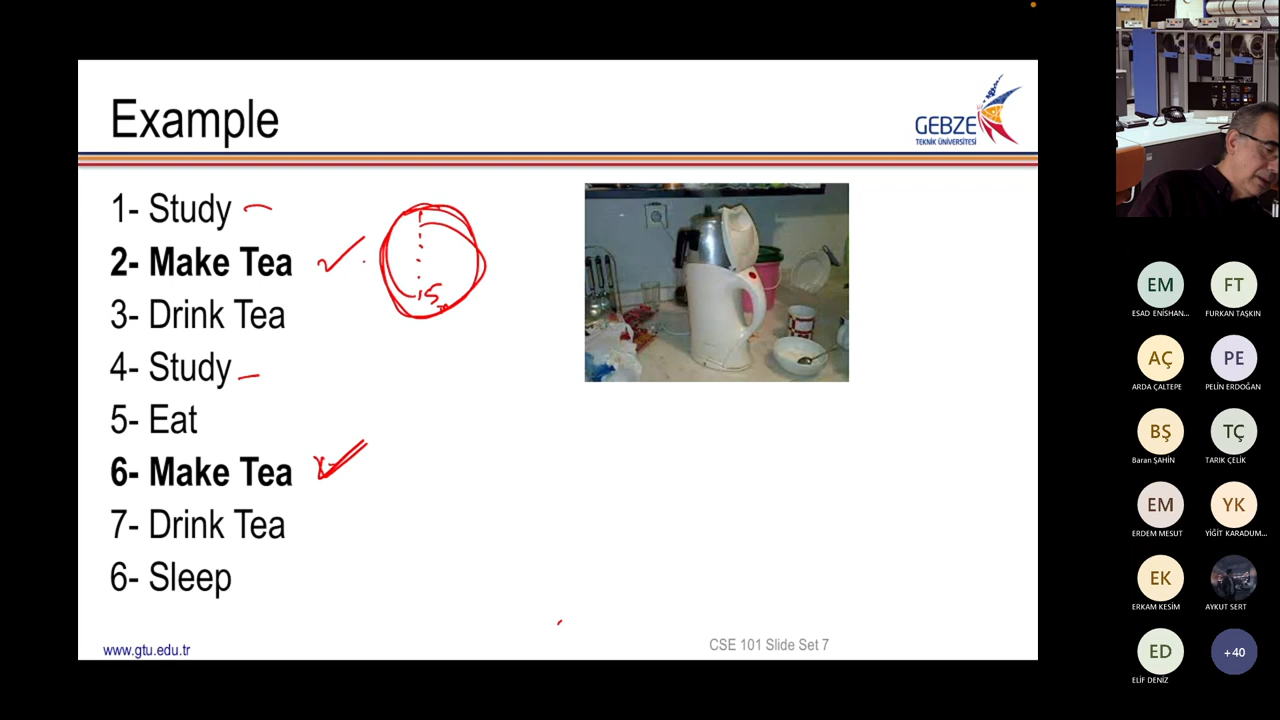 Example
GEBZE
TEKNİK ÜNİVERSİTESİ
1- Study
2- Make Tea
3- Drink Tea
4- Study
5- Eat
6- Make Tea
7- Drink Tea
6- Sleep
www.gtu.edu.tr
CSE 101 Slide Set 7
EM
FT
ESAD ENİSHAN...
FURKAN TAŞKIN
AÇ
PE
ARDA ÇALTEPE
PELİN ERDOĞAN
BŞ
TÇ
Baran ŞAHİN
TARIK ÇELİK
EM
YK
ERDEM MESUT
YİĞİT KARADUM...
EK
ERKAM KESİM
AYKUT SERT
ED
+40
ELİF DENİZ